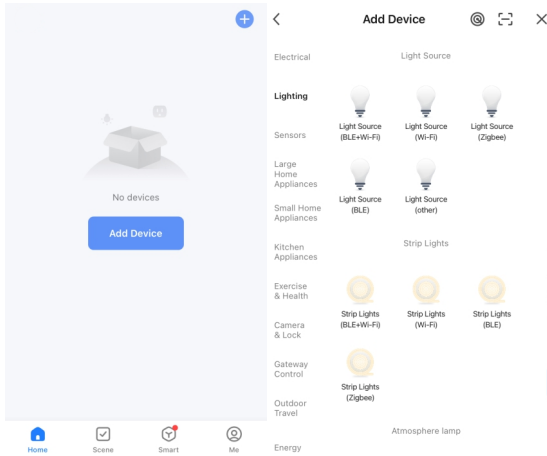 No devices
Add Device
Home
Scene
Smart
Me
Add Device
Electrical
Lighting
Sensors
Large
Home
Appliances
Small Home
Appliances
Kitchen
Appliances
Exercise
& Health
Camera
& Lock
Gateway
Control
Outdoor
Travel
Energy
Light Source
Light Source
(BLE+Wi-Fi)
Light Source
(Wi-Fi)
Light Source
(Zigbee)
Light Source
(BLE)
Light Source
(other)
Strip Lights
Strip Lights
(BLE+Wi-Fi)
Strip Lights
(Wi-Fi)
Strip Lights
(BLE)
Strip Lights
(Zigbee)
Atmosphere lamp